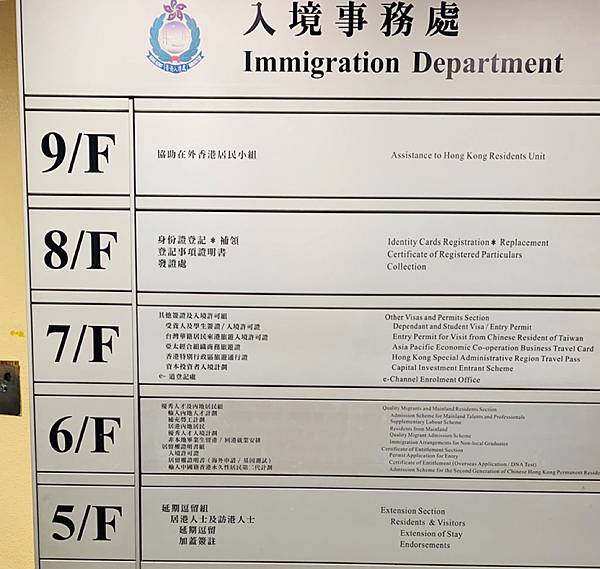 入境事務處
Immigration Department
9/F
協助在外香港居民小組 Assistance to Hong Kong Residents Unit
8/F
身份證登記 * 補領 Identity Cards Registration * Replacement
登記事項證明書 Certificate of Registered Particulars
發證處 Collection
7/F
其他簽證及入境許可組 Other Visas and Permits Section
受養人及學生簽證/入境許可證 Dependant and Student Visa / Entry Permit
台灣華籍居民來港旅遊入境許可證 Entry Permit for Visit from Chinese Resident of Taiwan
亞太經合組織商務旅遊證 Asia Pacific Economic Co-operation Business Travel Card
香港特別行政區旅遊通行證 Hong Kong Special Administrative Region Travel Pass
資本投資者入境計劃 Capital Investment Entrant Scheme
e-道登記處 e-Channel Enrolment Office
6/F
優秀人才及內地居民組 Quality Migrants and Mainland Residents Section
輸入內地人才計劃 Admission Scheme for Mainland Talents and Professionals
補充勞工計劃 Supplementary Labour Scheme
居港內地居民 Residents from Mainland
優秀人才入境計劃 Quality Migrant Admission Scheme
非本地畢業生留港/回港就業安排 Immigration Arrangements for Non-local Graduates
居留權證明書組 Certificate of Entitlement Section
入境許可證 Permit Application for Entry
居留權證明書 (海外申請/基因測試) Certificate of Entitlement (Overseas Application / DNA Test)
輸入中國籍香港永久性居民第二代計劃 Admission Scheme for the Second Generation of Chinese Hong Kong Permanent Resid
5/F
延期逗留組 Extension Section
居港人士及訪港人士 Residents & Visitors
延期逗留 Extension of Stay
加蓋簽註 Endorsements